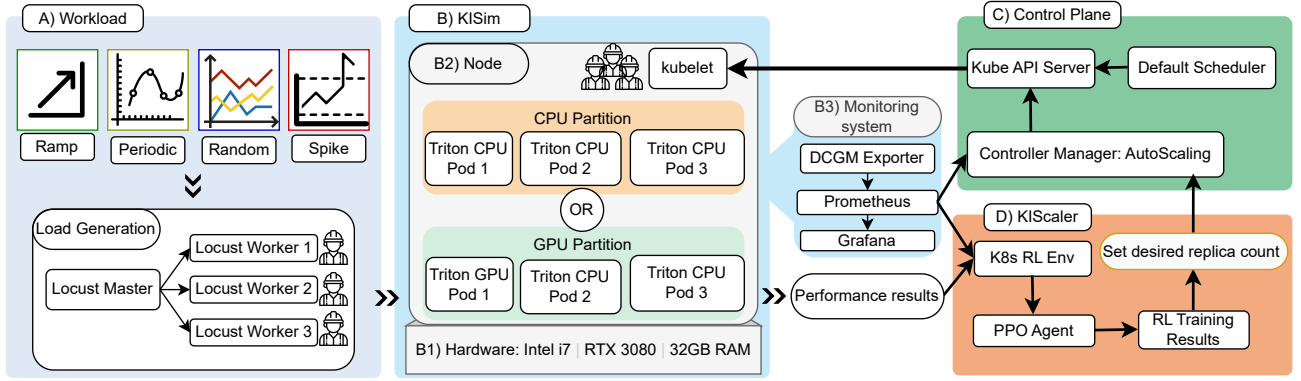 A) Workload
Ramp
Periodic
Random
Spike
Load Generation
Locust Master
Locust Worker 1
Locust Worker 2
Locust Worker 3
B) KISim
B2) Node
kubelet
CPU Partition
Triton CPU
Pod 1
Triton CPU
Pod 2
Triton CPU
Pod 3
OR
GPU Partition
Triton GPU
Pod 1
Triton CPU
Pod 2
Triton CPU
Pod 3
B1) Hardware: Intel i7 | RTX 3080 | 32GB RAM
B3) Monitoring
system
DCGM Exporter
Prometheus
Grafana
Performance results
C) Control Plane
Kube API Server
Default Scheduler
Controller Manager: AutoScaling
D) KIScaler
K8s RL Env
Set desired replica count
PPO Agent
RL Training
Results